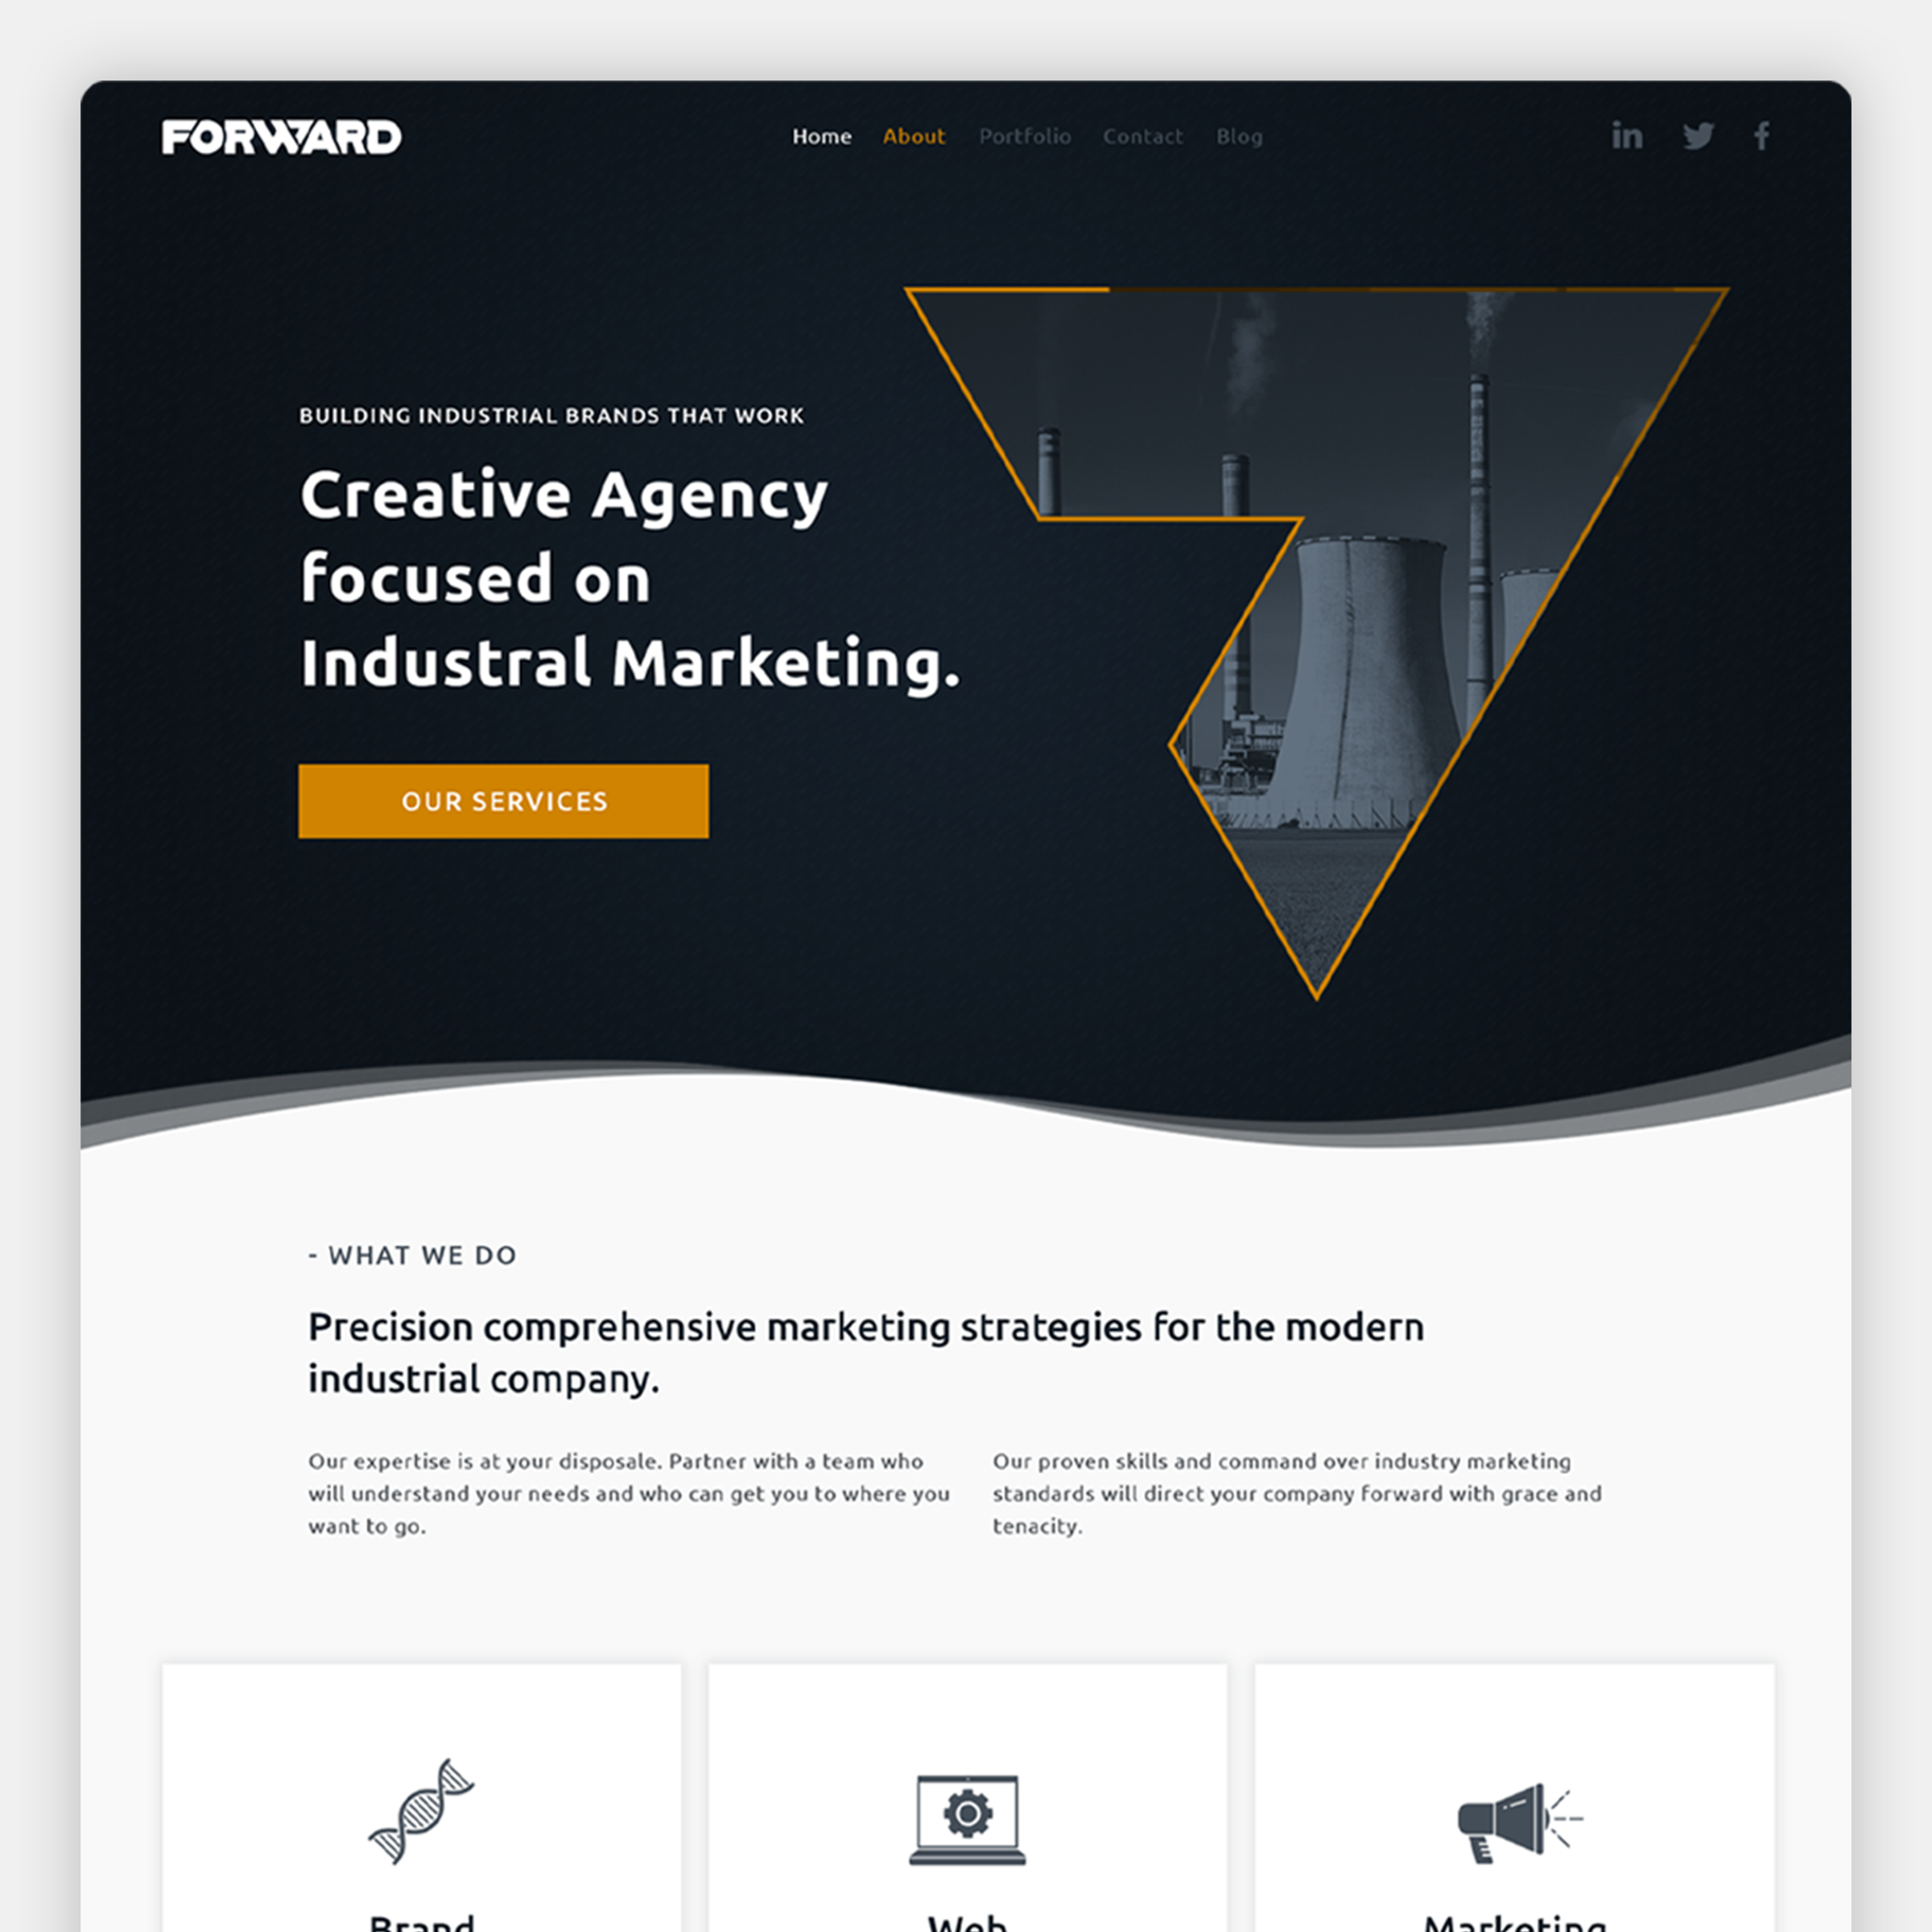 FORWARD
Home About Portfolio Contact Blog
BUILDING INDUSTRIAL BRANDS THAT WORK
Creative Agency
focused on
Industral Marketing.
OUR SERVICES
- WHAT WE DO
Precision comprehensive marketing strategies for the modern
industrial company.
Our expertise is at your disposale. Partner with a team who
will understand your needs and who can get you to where you
want to go.
Our proven skills and command over industry marketing
standards will direct your company forward with grace and
tenacity.
Brand
Web
Marketing